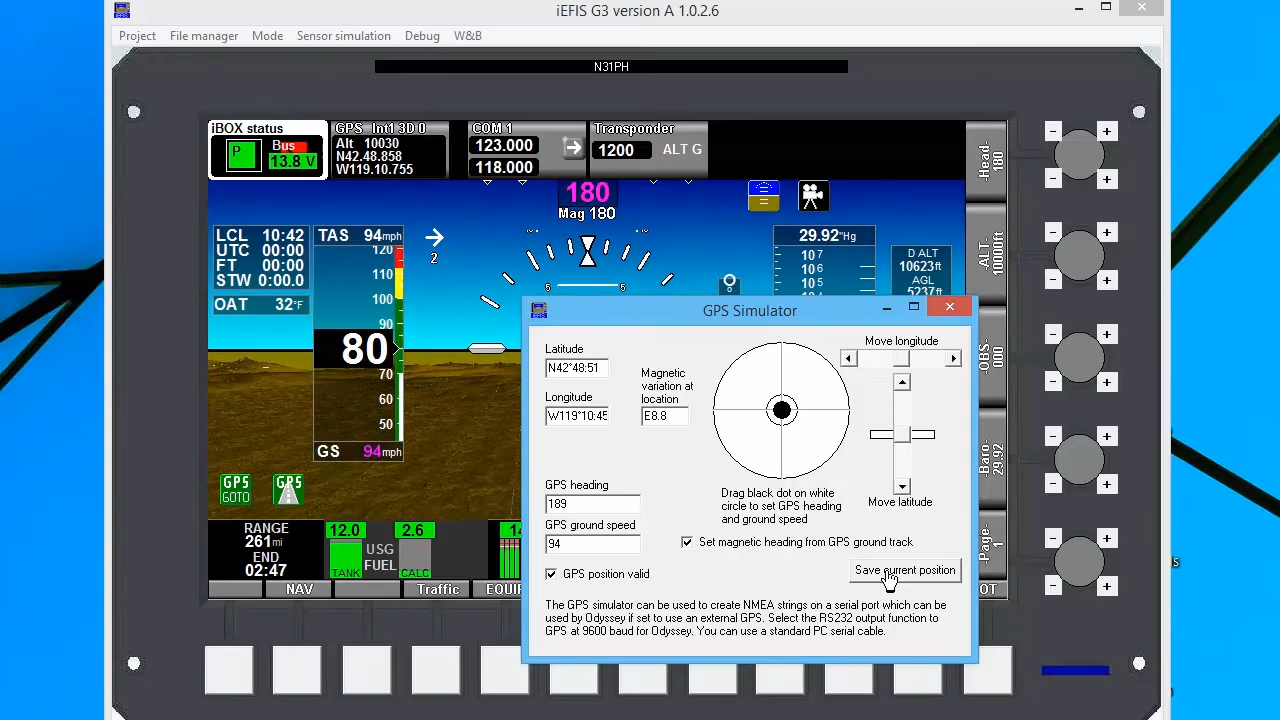 iEFIS G3 version A 1.0.2.6
Project File manager Mode Sensor simulation Debug W&B
N31PH
iBOX status
P
Bus
13.8 V
GPS Int1 3D 0
Alt 10030
N42.48.858
W119.10.755
COM 1
123.000
118.000
Transponder
1200 ALT G
180
Mag 180
LCL 10:42
UTC 00:00
FT 00:00
STW 0:00.0
OAT 32°F
TAS 94mph
120
110
100
90
80
70
60
50
GS 94mph
2
5 5
29.92"Hg
10 7
10 6
10 5
D ALT
10623ft
AGL
5237ft
-Head-
180
-ALT-
10000ft
-OBS-
000
-Baro-
29.92
-Page-
1
GPS
GOTO
GPS
RANGE
261mi
END
02:47
12.0
TANK
USG
FUEL
2.6
CALC
NAV Traffic
GPS Simulator
Latitude
N42°48:51
Longitude
W119°10:45
Magnetic
variation at
location
E8.8
Move longitude
Move latitude
GPS heading
189
GPS ground speed
94
Drag black dot on white
circle to set GPS heading
and ground speed
Set magnetic heading from GPS ground track
GPS position valid
Save current position
The GPS simulator can be used to create NMEA strings on a serial port which can be
used by Odyssey if set to use an external GPS. Select the RS232 output function to
GPS at 9600 baud for Odyssey. You can use a standard PC serial cable.